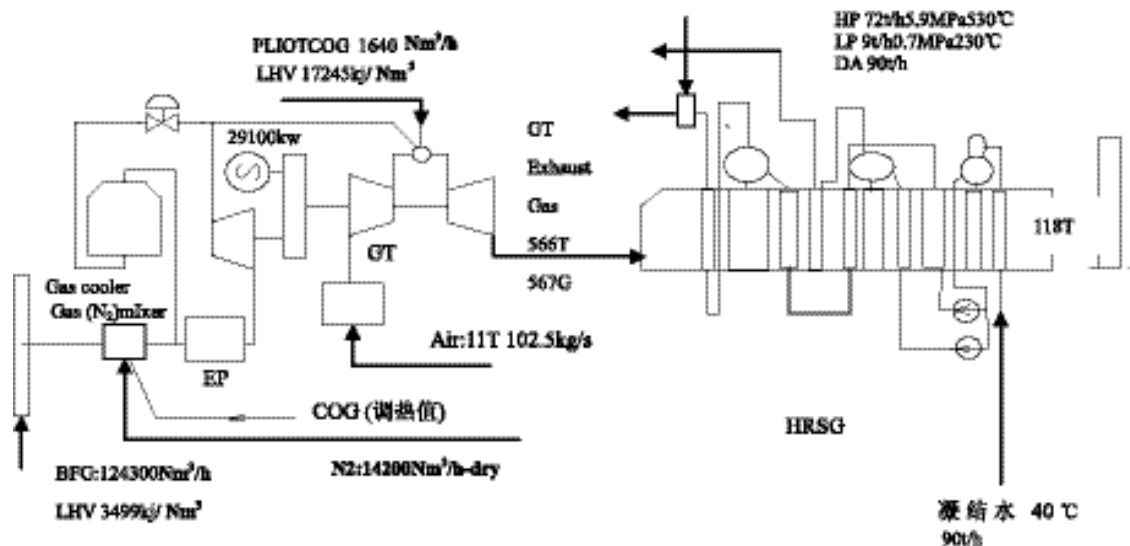 HP 72t/h5.9MPa530℃
LP 9t/h0.7MPa230℃
DA 90t/h
PLIOTCOG 1640 Nm³/h
LHV 17245kj/ Nm³
29100kw
GT
Exhaust
Gas
566T
567G
GT
118T
Gas cooler
Gas (N₂)mIxer
EP
Air:11T 102.5kg/s
COG (调热值)
HRSG
N2:14200Nm³/h-dry
BFG:124300Nm³/h
LHV 3499kj/ Nm³
凝结水 40 ℃
90t/h